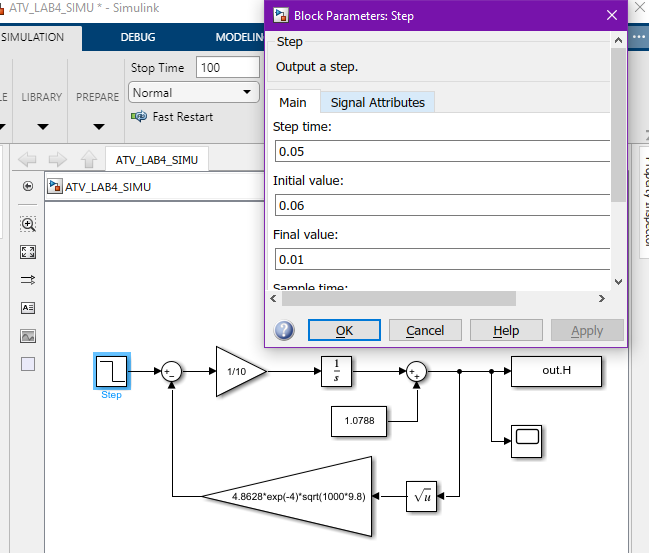 ATV_LAB4_SIMU * - Simulink
Block Parameters: Step
SIMULATION
DEBUG
MODELIN
Stop Time 100
Normal
Fast Restart
LE
LIBRARY
PREPARE
Step
Output a step.
Main
Signal Attributes
Step time:
0.05
Initial value:
0.06
Final value:
0.01
Sample time:
OK
Cancel
Help
Apply
ATV_LAB4_SIMU
ATV_LAB4_SIMU
Property Inspector
Step
1/10
1
s
out.H
1.0788
4.8628*exp(-4)*sqrt(1000*9.8)
√u